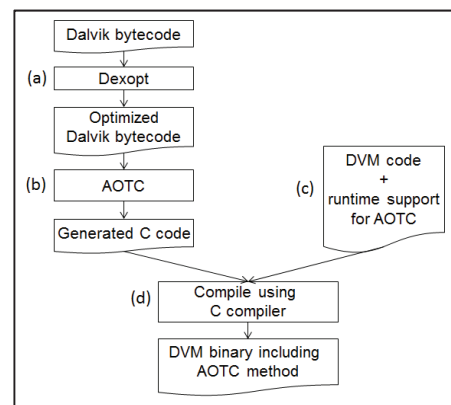 Dalvik bytecode
(a)
Dexopt
Optimized
Dalvik bytecode
(b)
AOTC
Generated C code
(c)
DVM code
+
runtime support
for AOTC
(d)
Compile using
C compiler
DVM binary including
AOTC method